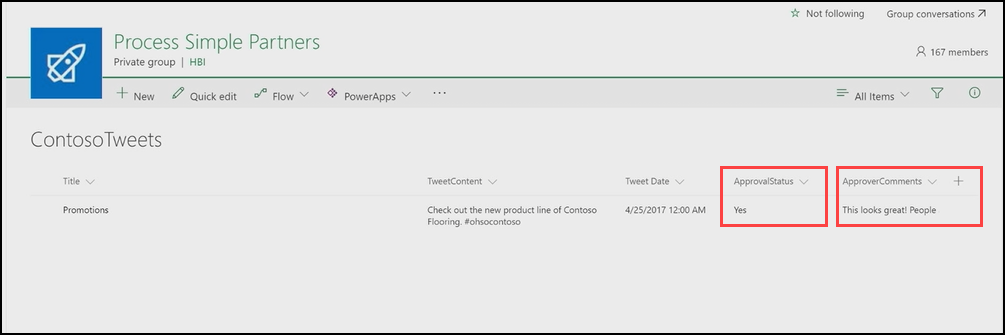 Not following Group conversations
Process Simple Partners
Private group | HBI
167 members
New Quick edit Flow PowerApps ··· All Items
ContosoTweets
Title TweetContent Tweet Date ApprovalStatus ApproverComments
Promotions Check out the new product line of Contoso 4/25/2017 12:00 AM Yes This looks great! People
Flooring. #ohsocontoso